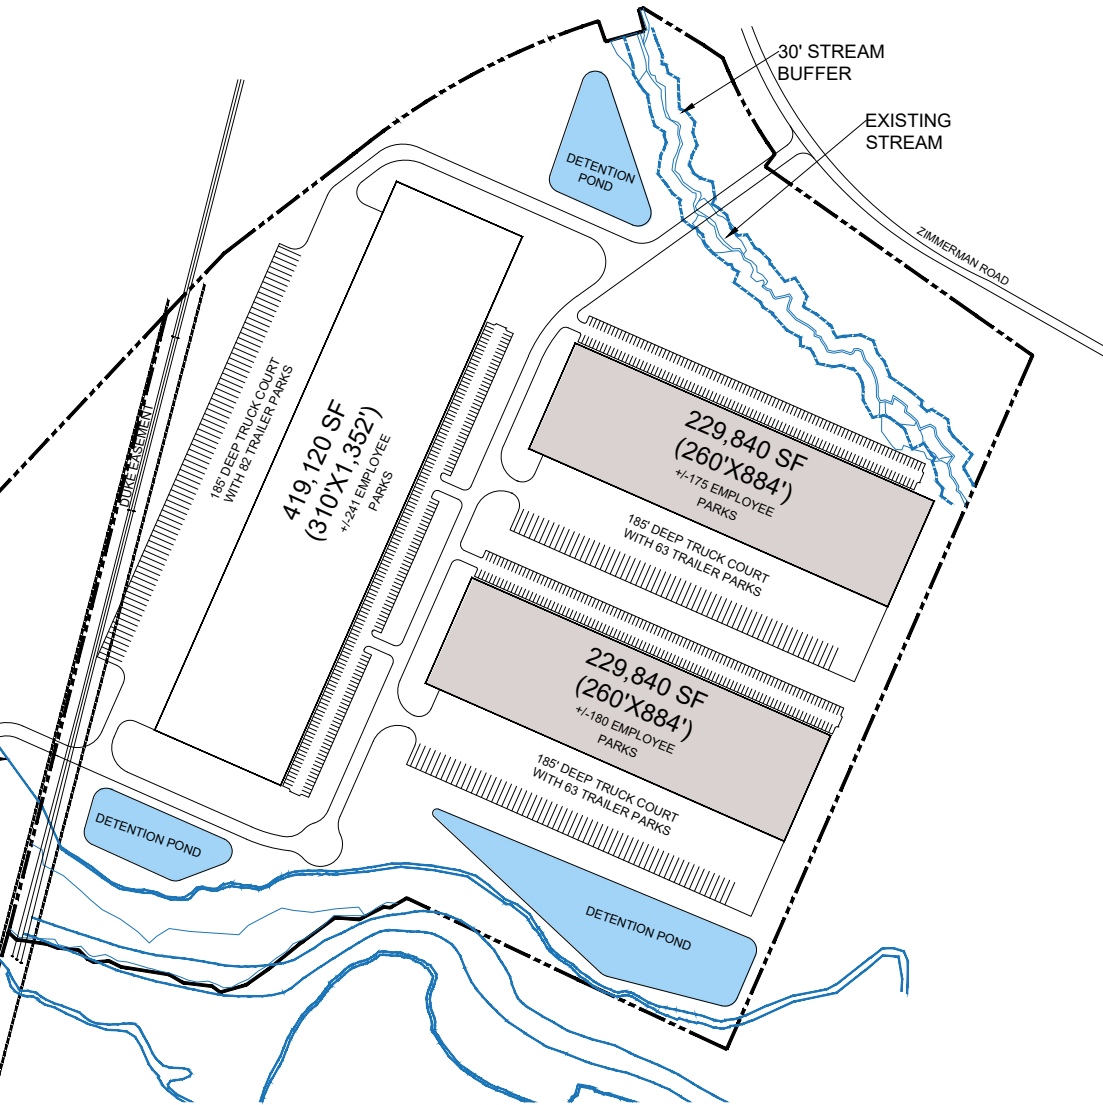 30' STREAM
BUFFER
EXISTING
STREAM
DETENTION
POND
ZIMMERMAN ROAD
DUKE EASEMENT
185' DEEP TRUCK COURT
WITH 82 TRAILER PARKS
419,120 SF
(310'X1,352')
+/-241 EMPLOYEE
PARKS
229,840 SF
(260'X884')
+/-175 EMPLOYEE
PARKS
185' DEEP TRUCK COURT
WITH 63 TRAILER PARKS
229,840 SF
(260'X884')
+/-180 EMPLOYEE
PARKS
185' DEEP TRUCK COURT
WITH 63 TRAILER PARKS
DETENTION POND
DETENTION POND